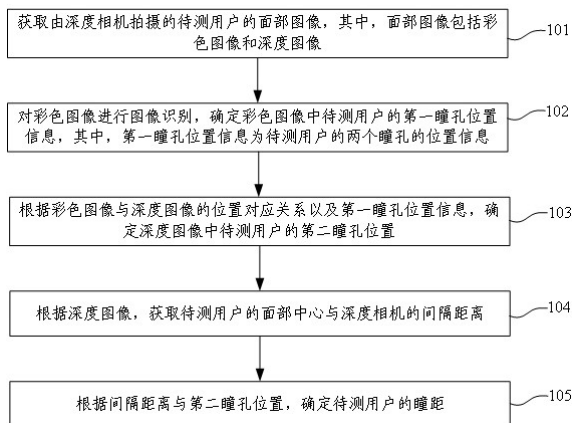 获取由深度相机拍摄的待测用户的面部图像，其中，面部图像包括彩
色图像和深度图像
101
对彩色图像进行图像识别，确定彩色图像中待测用户的第一瞳孔位置
信息，其中，第一瞳孔位置信息为待测用户的两个瞳孔的位置信息
102
根据彩色图像与深度图像的位置对应关系以及第一瞳孔位置信息，确
定深度图像中待测用户的第二瞳孔位置
103
根据深度图像，获取待测用户的面部中心与深度相机的间隔距离
104
根据间隔距离与第二瞳孔位置，确定待测用户的瞳距
105